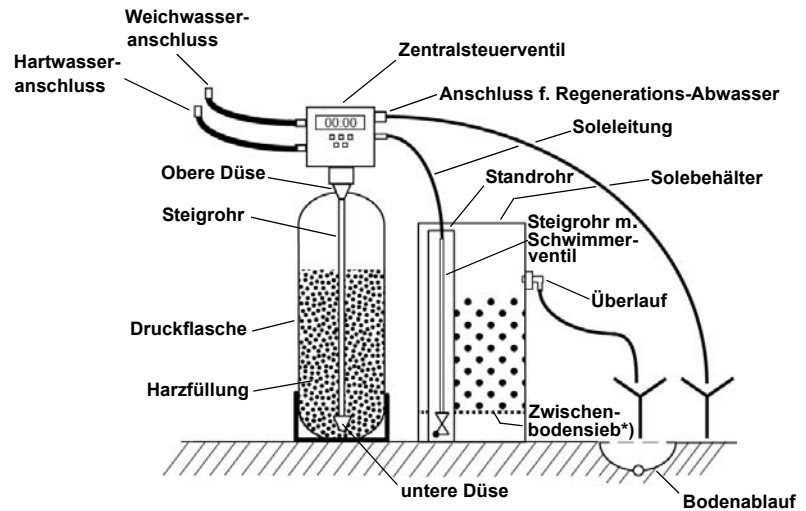 Weichwasser-
anschluss
Hartwasser-
anschluss
Zentralsteuerventil
Anschluss f. Regenerations-Abwasser
00:00
Soleleitung
Obere Düse
Standrohr
Solebehälter
Steigrohr
Steigrohr m.
Schwimmer-
ventil
Überlauf
Druckflasche
Harzfüllung
Zwischen-
bodensieb*)
untere Düse
Bodenablauf